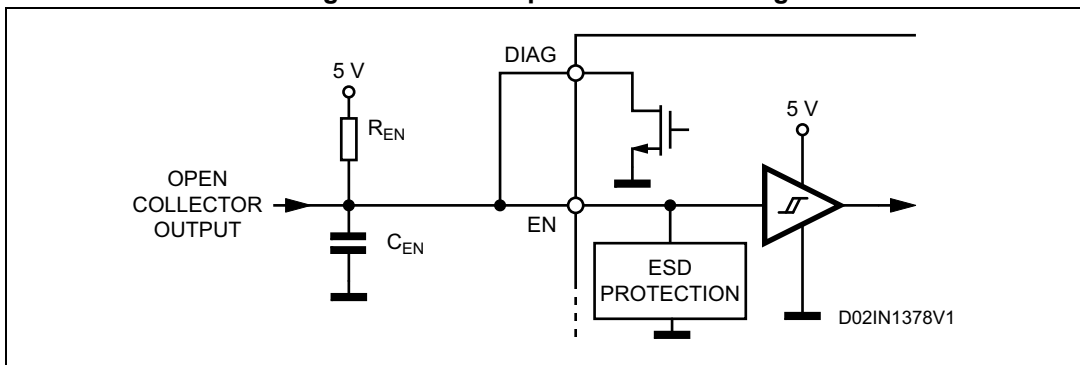 DIAG
5 V
5 V
R_EN
OPEN
COLLECTOR
OUTPUT
EN
C_EN
ESD
PROTECTION
D02IN1378V1